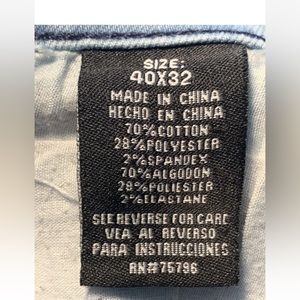 SIZE:
40X32
MADE IN CHINA
HECHO EN CHINA
70%COTTON
28%POLYESTER
2%SPANDEX
70%ALGODON
28%POLIESTER
2%ELASTANE
SEE REVERSE FOR CARE
VEA AL REVERSO
PARA INSTRUCCIONES
RN#75796